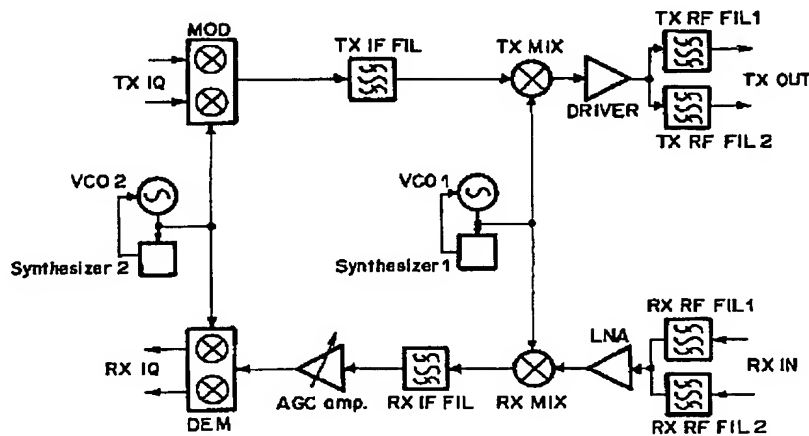 MOD
TX IF FIL
TX MIX
TX RF FIL1
TX IQ
DRIVER
TX OUT
TX RF FIL 2
VCO 2
VCO 1
Synthesizer 2
Synthesizer 1
RX RF FIL1
LNA
RX IQ
RX IN
DEM
AGC amp.
RX IF FIL
RX MIX
RX RF FIL 2